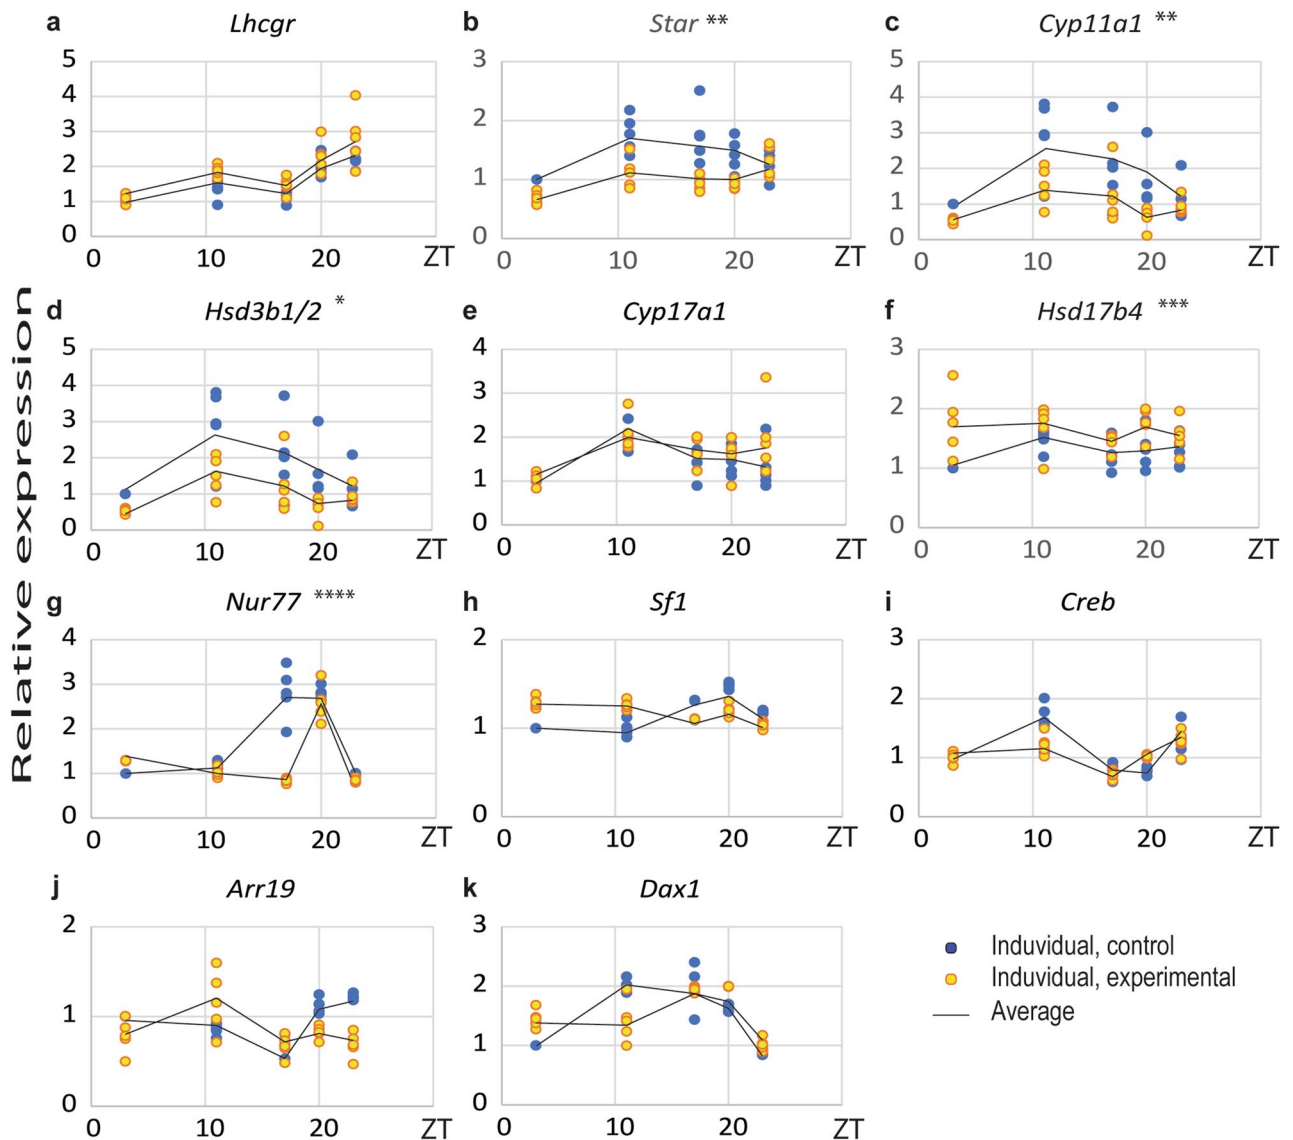 Relative expression
a Lhcgr
5
4
3
2
1
0
0 10 20 ZT
b Star **
3
2
1
0
0 10 20 ZT
c Cyp11a1 **
5
4
3
2
1
0
0 10 20 ZT
d Hsd3b1/2 *
5
4
3
2
1
0
0 10 20 ZT
e Cyp17a1
4
3
2
1
0
0 10 20 ZT
f Hsd17b4 ***
3
2
1
0
0 10 20 ZT
g Nur77 ****
4
3
2
1
0
0 10 20 ZT
h Sf1
2
1
0
0 10 20 ZT
i Creb
3
2
1
0
0 10 20 ZT
j Arr19
2
1
0
0 10 20 ZT
k Dax1
3
2
1
0
0 10 20 ZT
Induvidual, control
Induvidual, experimental
Average